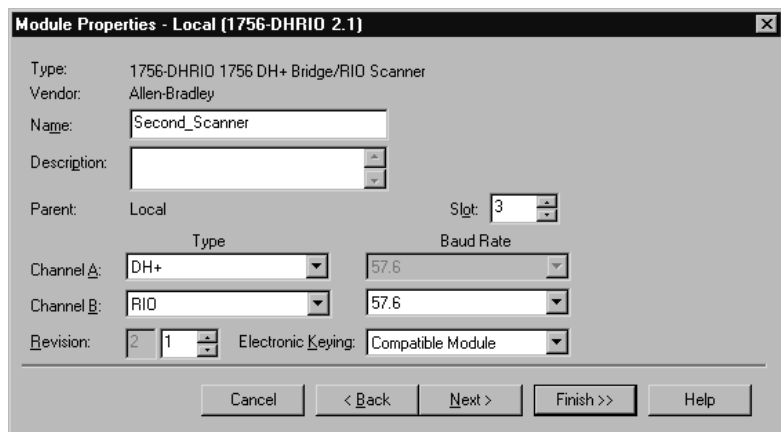 Module Properties - Local (1756-DHRIO 2.1)
Type: 1756-DHRIO 1756 DH+ Bridge/RIO Scanner
Vendor: Allen-Bradley
Name: Second_Scanner
Description:
Parent: Local Slot: 3
Type Baud Rate
Channel A: DH+ 57.6
Channel B: RIO 57.6
Revision: 2 1 Electronic Keying: Compatible Module
Cancel < Back Next > Finish >> Help